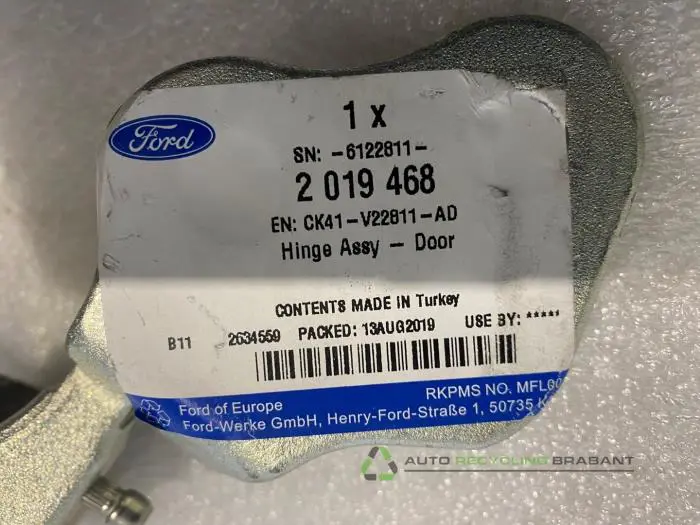 Ford
1 x
SN: -6122811-
2 019 468
EN: CK41-V22811-AD
Hinge Assy - Door
CONTENTS MADE IN Turkey
B11 2634559 PACKED: 13AUG2019 USE BY: *****
RKPMS NO. MFL
Ford of Europe
Ford-Werke GmbH, Henry-Ford-Straße 1, 50735
AUTO RECYCLING BRABANT